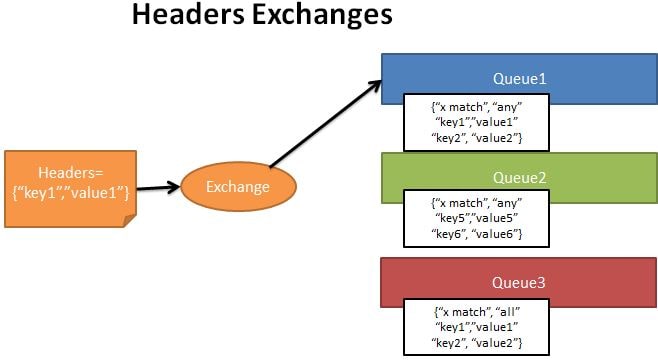 Headers Exchanges
Queue1
{“x match”, “any”
“key1”,”value1”
“key2”, “value2”}
Headers=
{“key1”,”value1”}
Exchange
Queue2
{“x match”, “any”
“key5”,”value5”
“key6”, “value6”}
Queue3
{“x match”, “all”
“key1”,”value1”
“key2”, “value2”}